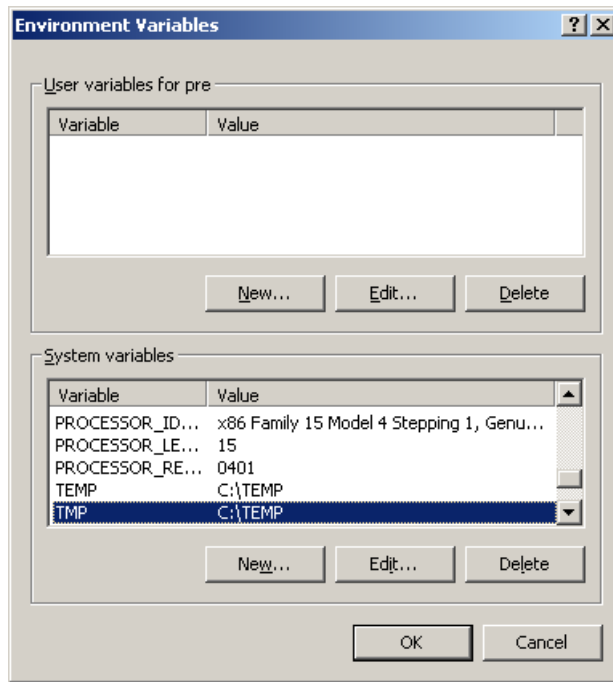 Environment Variables
User variables for pre
Variable Value
New... Edit... Delete
System variables
Variable Value
PROCESSOR_ID... x86 Family 15 Model 4 Stepping 1, Genu...
PROCESSOR_LE... 15
PROCESSOR_RE... 0401
TEMP C:\TEMP
TMP C:\TEMP
New... Edit... Delete
OK Cancel